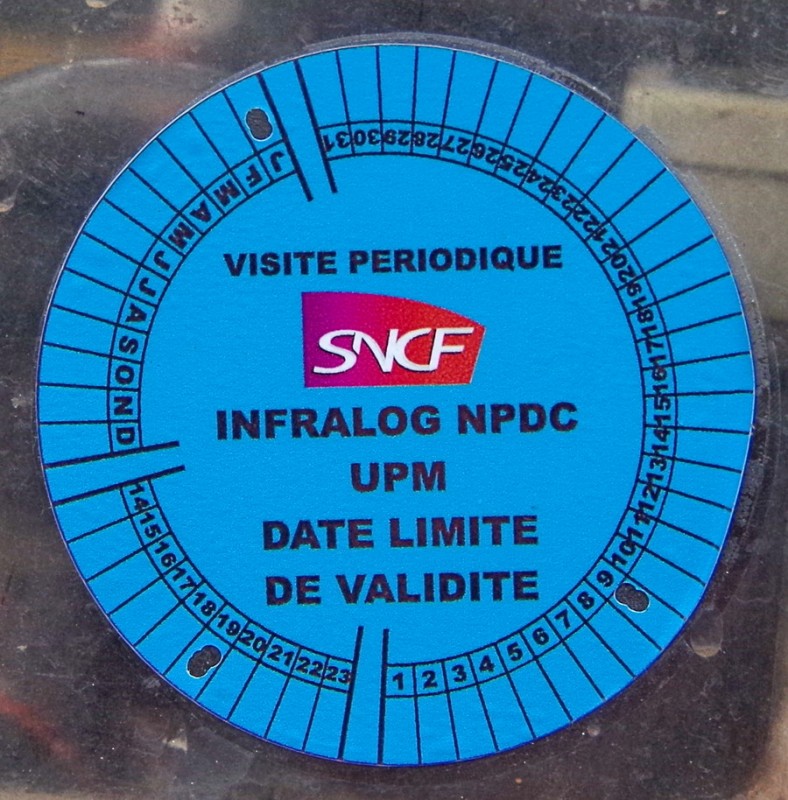 VISITE PERIODIQUE
SNCF
INFRALOG NPDC
UPM
DATE LIMITE
DE VALIDITE
J F M A M J J A S O N D
14 15 16 17 18 19 20 21 22 23
1 2 3 4 5 6 7 8 9 10 11 12 13 14 15 16 17 18 19 20 21 22 23 24 25 26 27 28 29 30 31